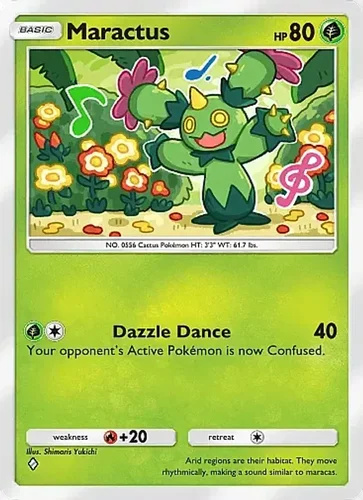 BASIC Maractus HP 80
NO. 0556 Cactus Pokémon HT: 3'3" WT: 61.7 lbs.
Dazzle Dance 40
Your opponent's Active Pokémon is now Confused.
weakness +20 retreat
Illus. Shimaris Yukichi
Arid regions are their habitat. They move
rhythmically, making a sound similar to maracas.